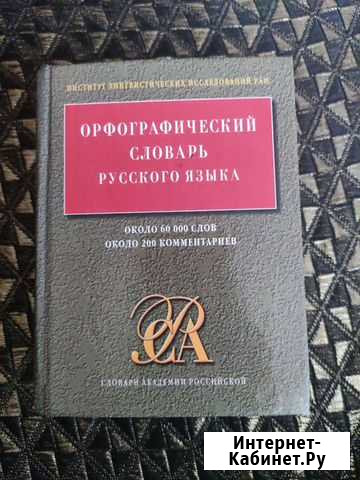 ИНСТИТУТ ЛИНГВИСТИЧЕСКИХ ИССЛЕДОВАНИЙ РАН
ОРФОГРАФИЧЕСКИЙ
СЛОВАРЬ
РУССКОГО ЯЗЫКА
ОКОЛО 60 000 СЛОВ
ОКОЛО 200 КОММЕНТАРИЕВ
СЛОВАРИ АКАДЕМИИ РОССИЙСКОЙ
Интернет-
Кабинет.Ру